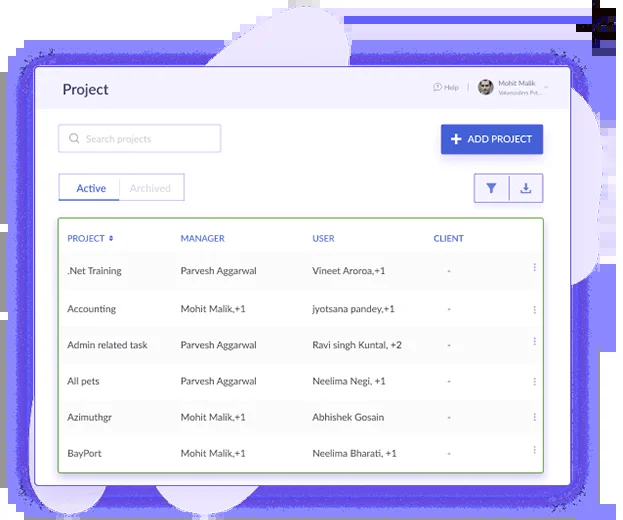 Project
Help
Mohit Malik
Search projects
ADD PROJECT
Active Archived
PROJECT MANAGER USER CLIENT
.Net Training Parvesh Aggarwal Vineet Aroroa,+1 -
Accounting Mohit Malik,+1 jyotsana pandey,+1 -
Admin related task Parvesh Aggarwal Ravi singh Kuntal, +2 -
All pets Parvesh Aggarwal Neelima Negi, +1 -
Azimuthgr Mohit Malik,+1 Abhishek Gosain -
BayPort Mohit Malik,+1 Neelima Bharati, +1 -